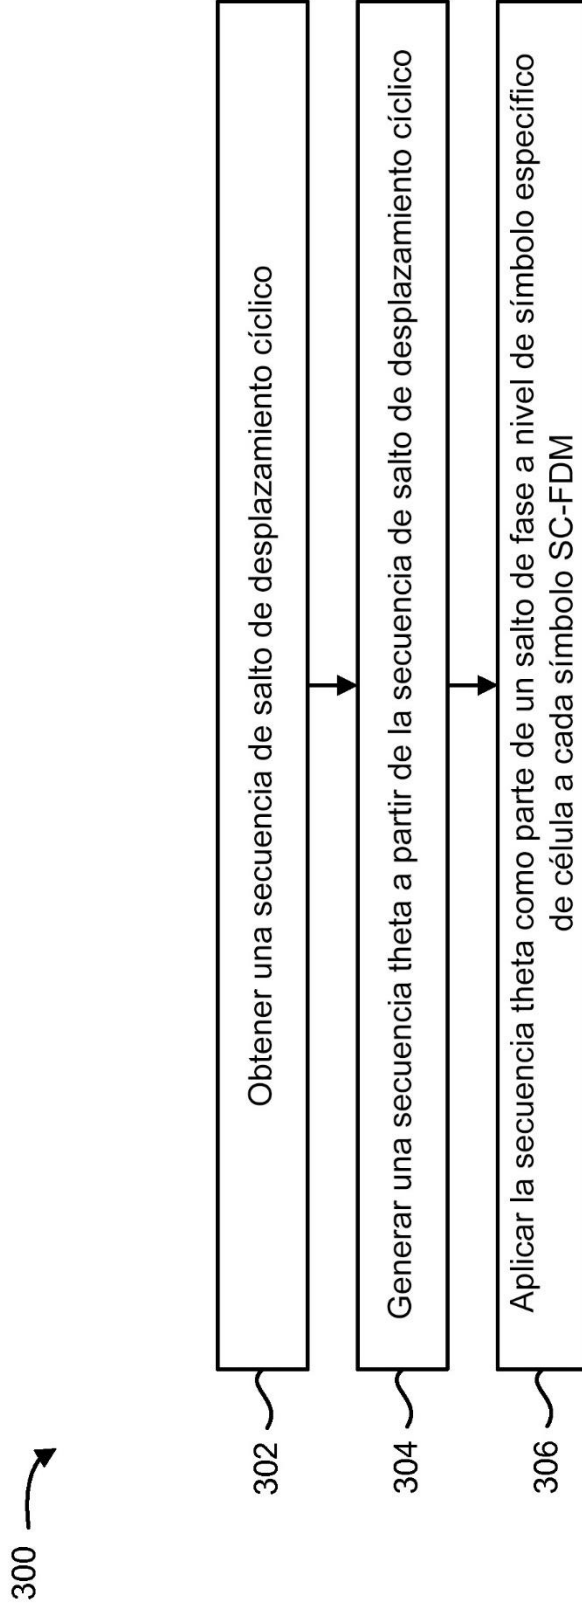 300
302
Obtener una secuencia de salto de desplazamiento cíclico
304
Generar una secuencia theta a partir de la secuencia de salto de desplazamiento cíclico
306
Aplicar la secuencia theta como parte de un salto de fase a nivel de símbolo específico
de célula a cada símbolo SC-FDM